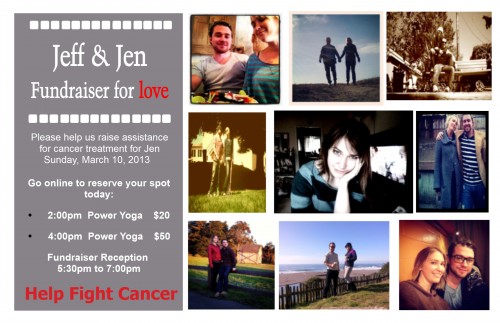 Jeff & Jen
Fundraiser for love
Please help us raise assistance
for cancer treatment for Jen
Sunday, March 10, 2013
Go online to reserve your spot
today:
• 2:00pm Power Yoga $20
• 4:00pm Power Yoga $50
Fundraiser Reception
5:30pm to 7:00pm
Help Fight Cancer